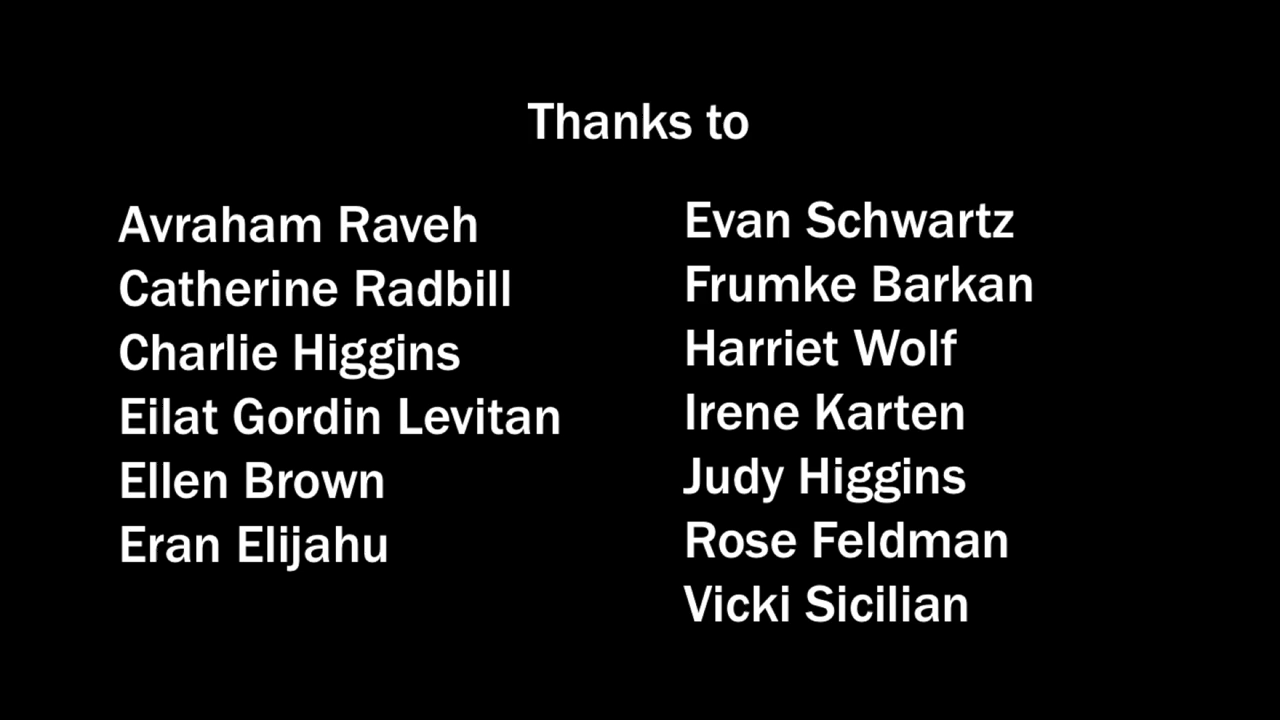 Thanks to
Avraham Raveh
Catherine Radbill
Charlie Higgins
Eilat Gordin Levitan
Ellen Brown
Eran Elijahu
Evan Schwartz
Frumke Barkan
Harriet Wolf
Irene Karten
Judy Higgins
Rose Feldman
Vicki Sicilian